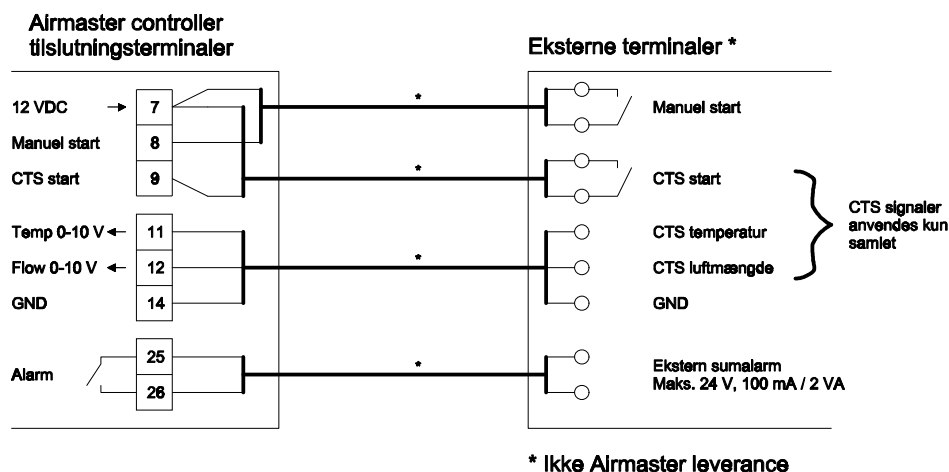 Airmaster controller
tilslutningsterminaler
Eksterne terminaler *
12 VDC
7
*
Manuel start
Manuel start
8
CTS start
9
*
CTS start
CTS signaler
anvendes kun
samlet
Temp 0-10 V
11
CTS temperatur
Flow 0-10 V
12
*
CTS luftmængde
GND
14
GND
Alarm
25
26
*
Ekstern sumalarm
Maks. 24 V, 100 mA / 2 VA
* Ikke Airmaster leverance